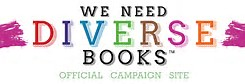 WE NEED
DIVERSE
BOOKS™
OFFICIAL CAMPAIGN SITE